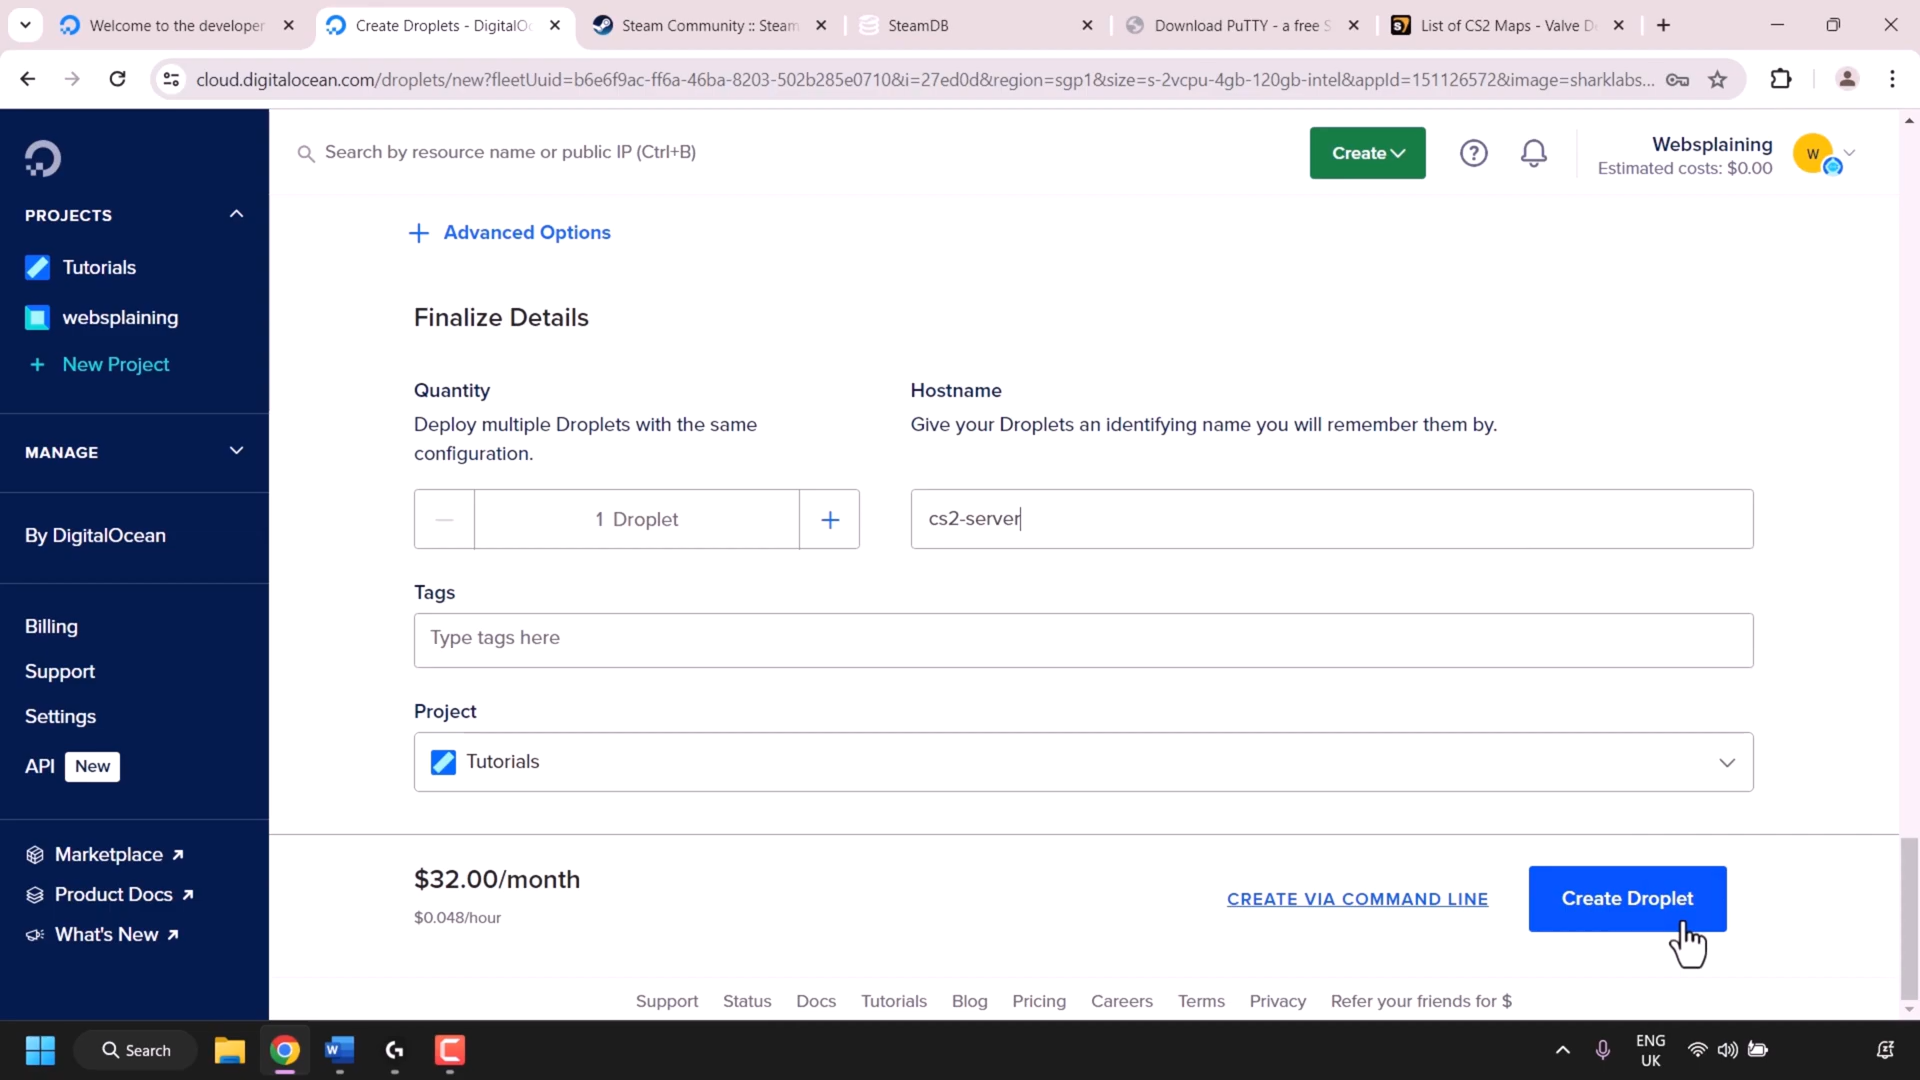 Welcome to the developer
Create Droplets - DigitalOc
Steam Community :: Steam
SteamDB
Download PuTTY - a free S
List of CS2 Maps - Valve De
cloud.digitalocean.com/droplets/new?fleetUuid=b6e6f9ac-ff6a-46ba-8203-502b285e0710&i=27ed0d&region=sgp1&size=s-2vcpu-4gb-120gb-intel&appId=151126572&image=sharklabs...
Search by resource name or public IP (Ctrl+B)
Create
?
Websplaining
Estimated costs: $0.00
W
PROJECTS
Tutorials
websplaining
+ New Project
MANAGE
By DigitalOcean
Billing
Support
Settings
API New
Marketplace
Product Docs
What's New
+ Advanced Options
Finalize Details
Quantity
Deploy multiple Droplets with the same
configuration.
1 Droplet
Hostname
Give your Droplets an identifying name you will remember them by.
cs2-server
Tags
Type tags here
Project
Tutorials
$32.00/month
$0.048/hour
CREATE VIA COMMAND LINE
Create Droplet
Support Status Docs Tutorials Blog Pricing Careers Terms Privacy Refer your friends for $
Search
ENG
UK